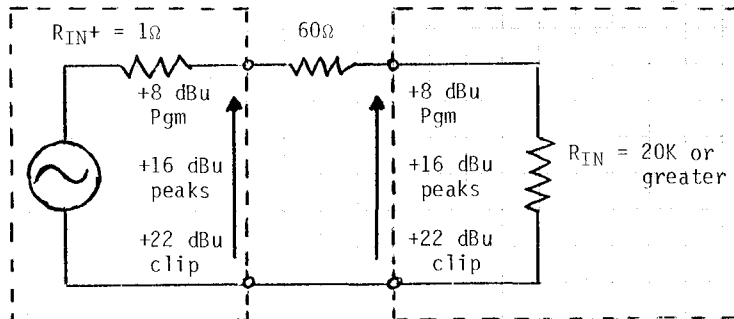 R_IN+ = 1Ω
60Ω
+8 dBu
Pgm
+16 dBu
peaks
+22 dBu
clip
+8 dBu
Pgm
+16 dBu
peaks
+22 dBu
clip
R_IN = 20K or
greater